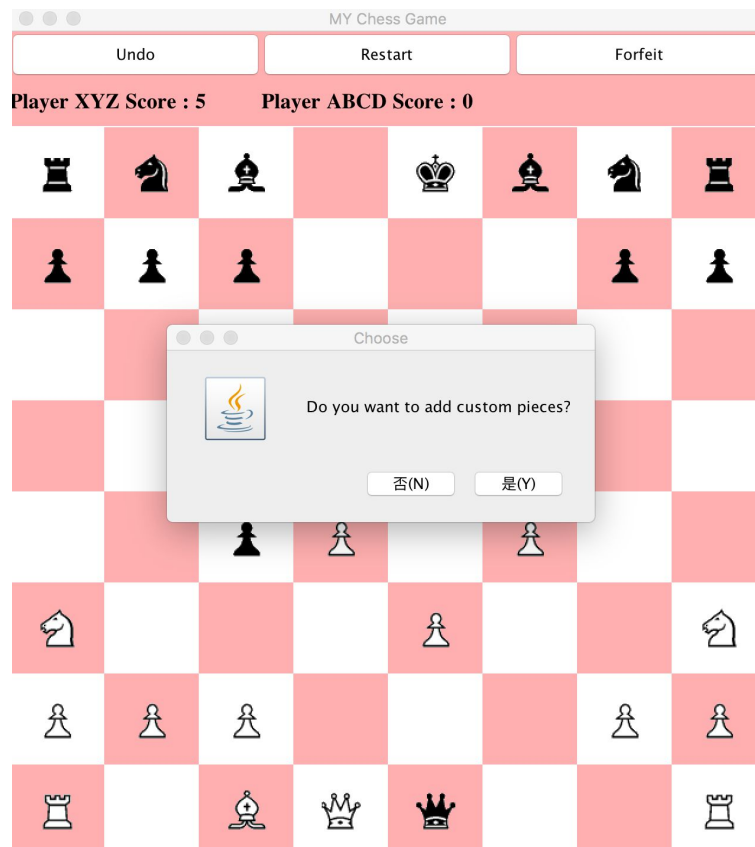 MY Chess Game
Undo Restart Forfeit
Player XYZ Score : 5 Player ABCD Score : 0
Choose
Do you want to add custom pieces?
否(N) 是(Y)